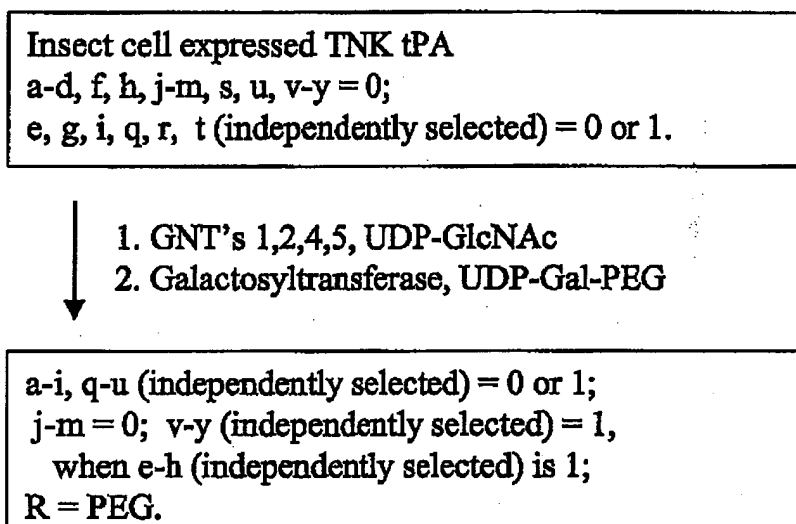 Insect cell expressed TNK tPA
a-d, f, h, j-m, s, u, v-y = 0;
e, g, i, q, r, t (independently selected) = 0 or 1.
1. GNT's 1,2,4,5, UDP-GlcNAc
2. Galactosyltransferase, UDP-Gal-PEG
a-i, q-u (independently selected) = 0 or 1;
j-m = 0; v-y (independently selected) = 1,
when e-h (independently selected) is 1;
R = PEG.